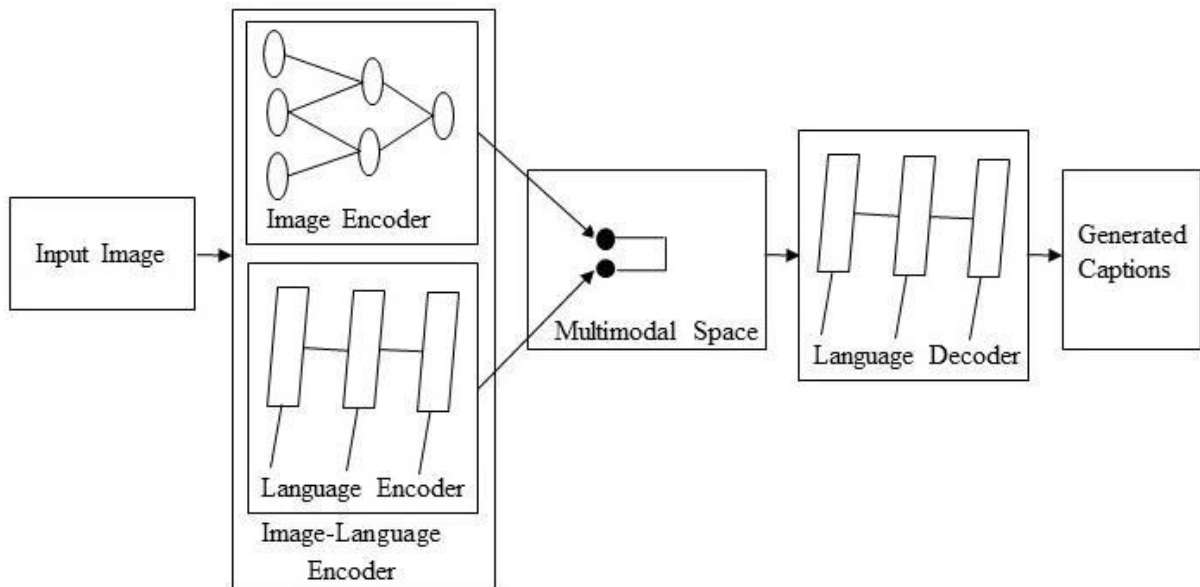 Input Image
Image Encoder
Language Encoder
Image-Language
Encoder
Multimodal Space
Language Decoder
Generated
Captions